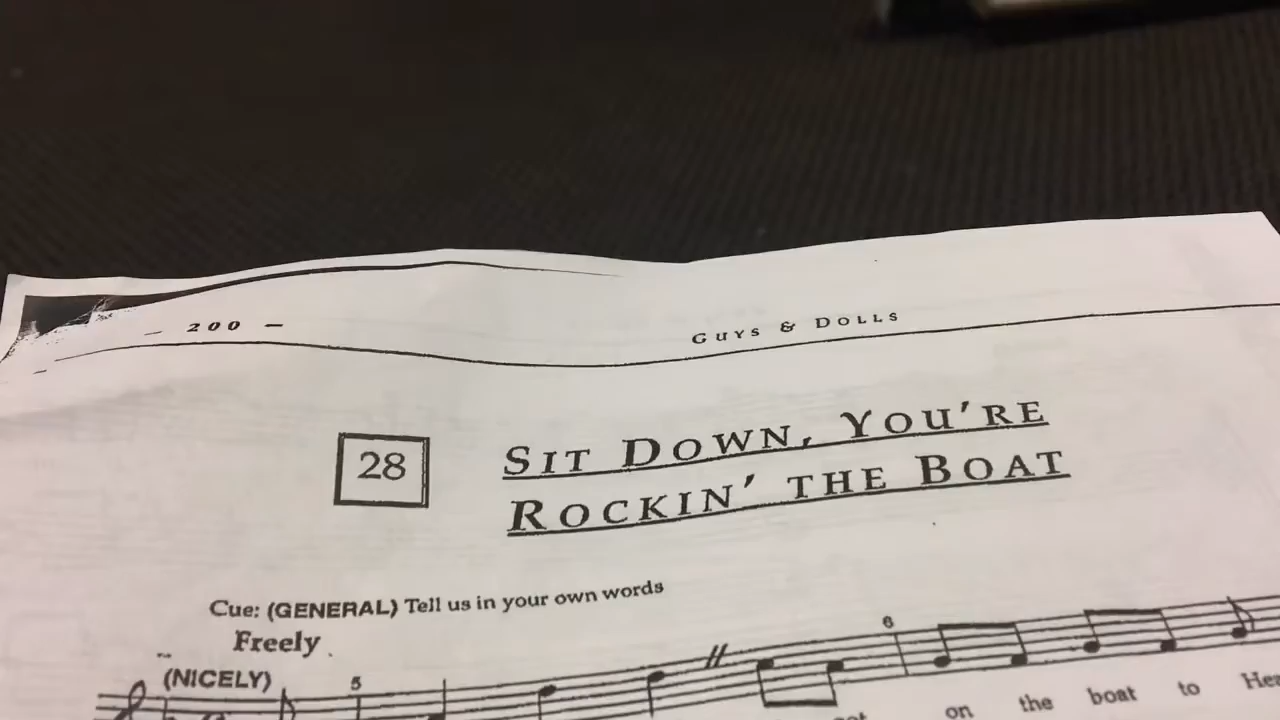 — 200 —
GUYS & DOLLS
28
SIT DOWN, YOU'RE
ROCKIN' THE BOAT
Cue: (GENERAL) Tell us in your own words
Freely
(NICELY)
5
6
on the boat to